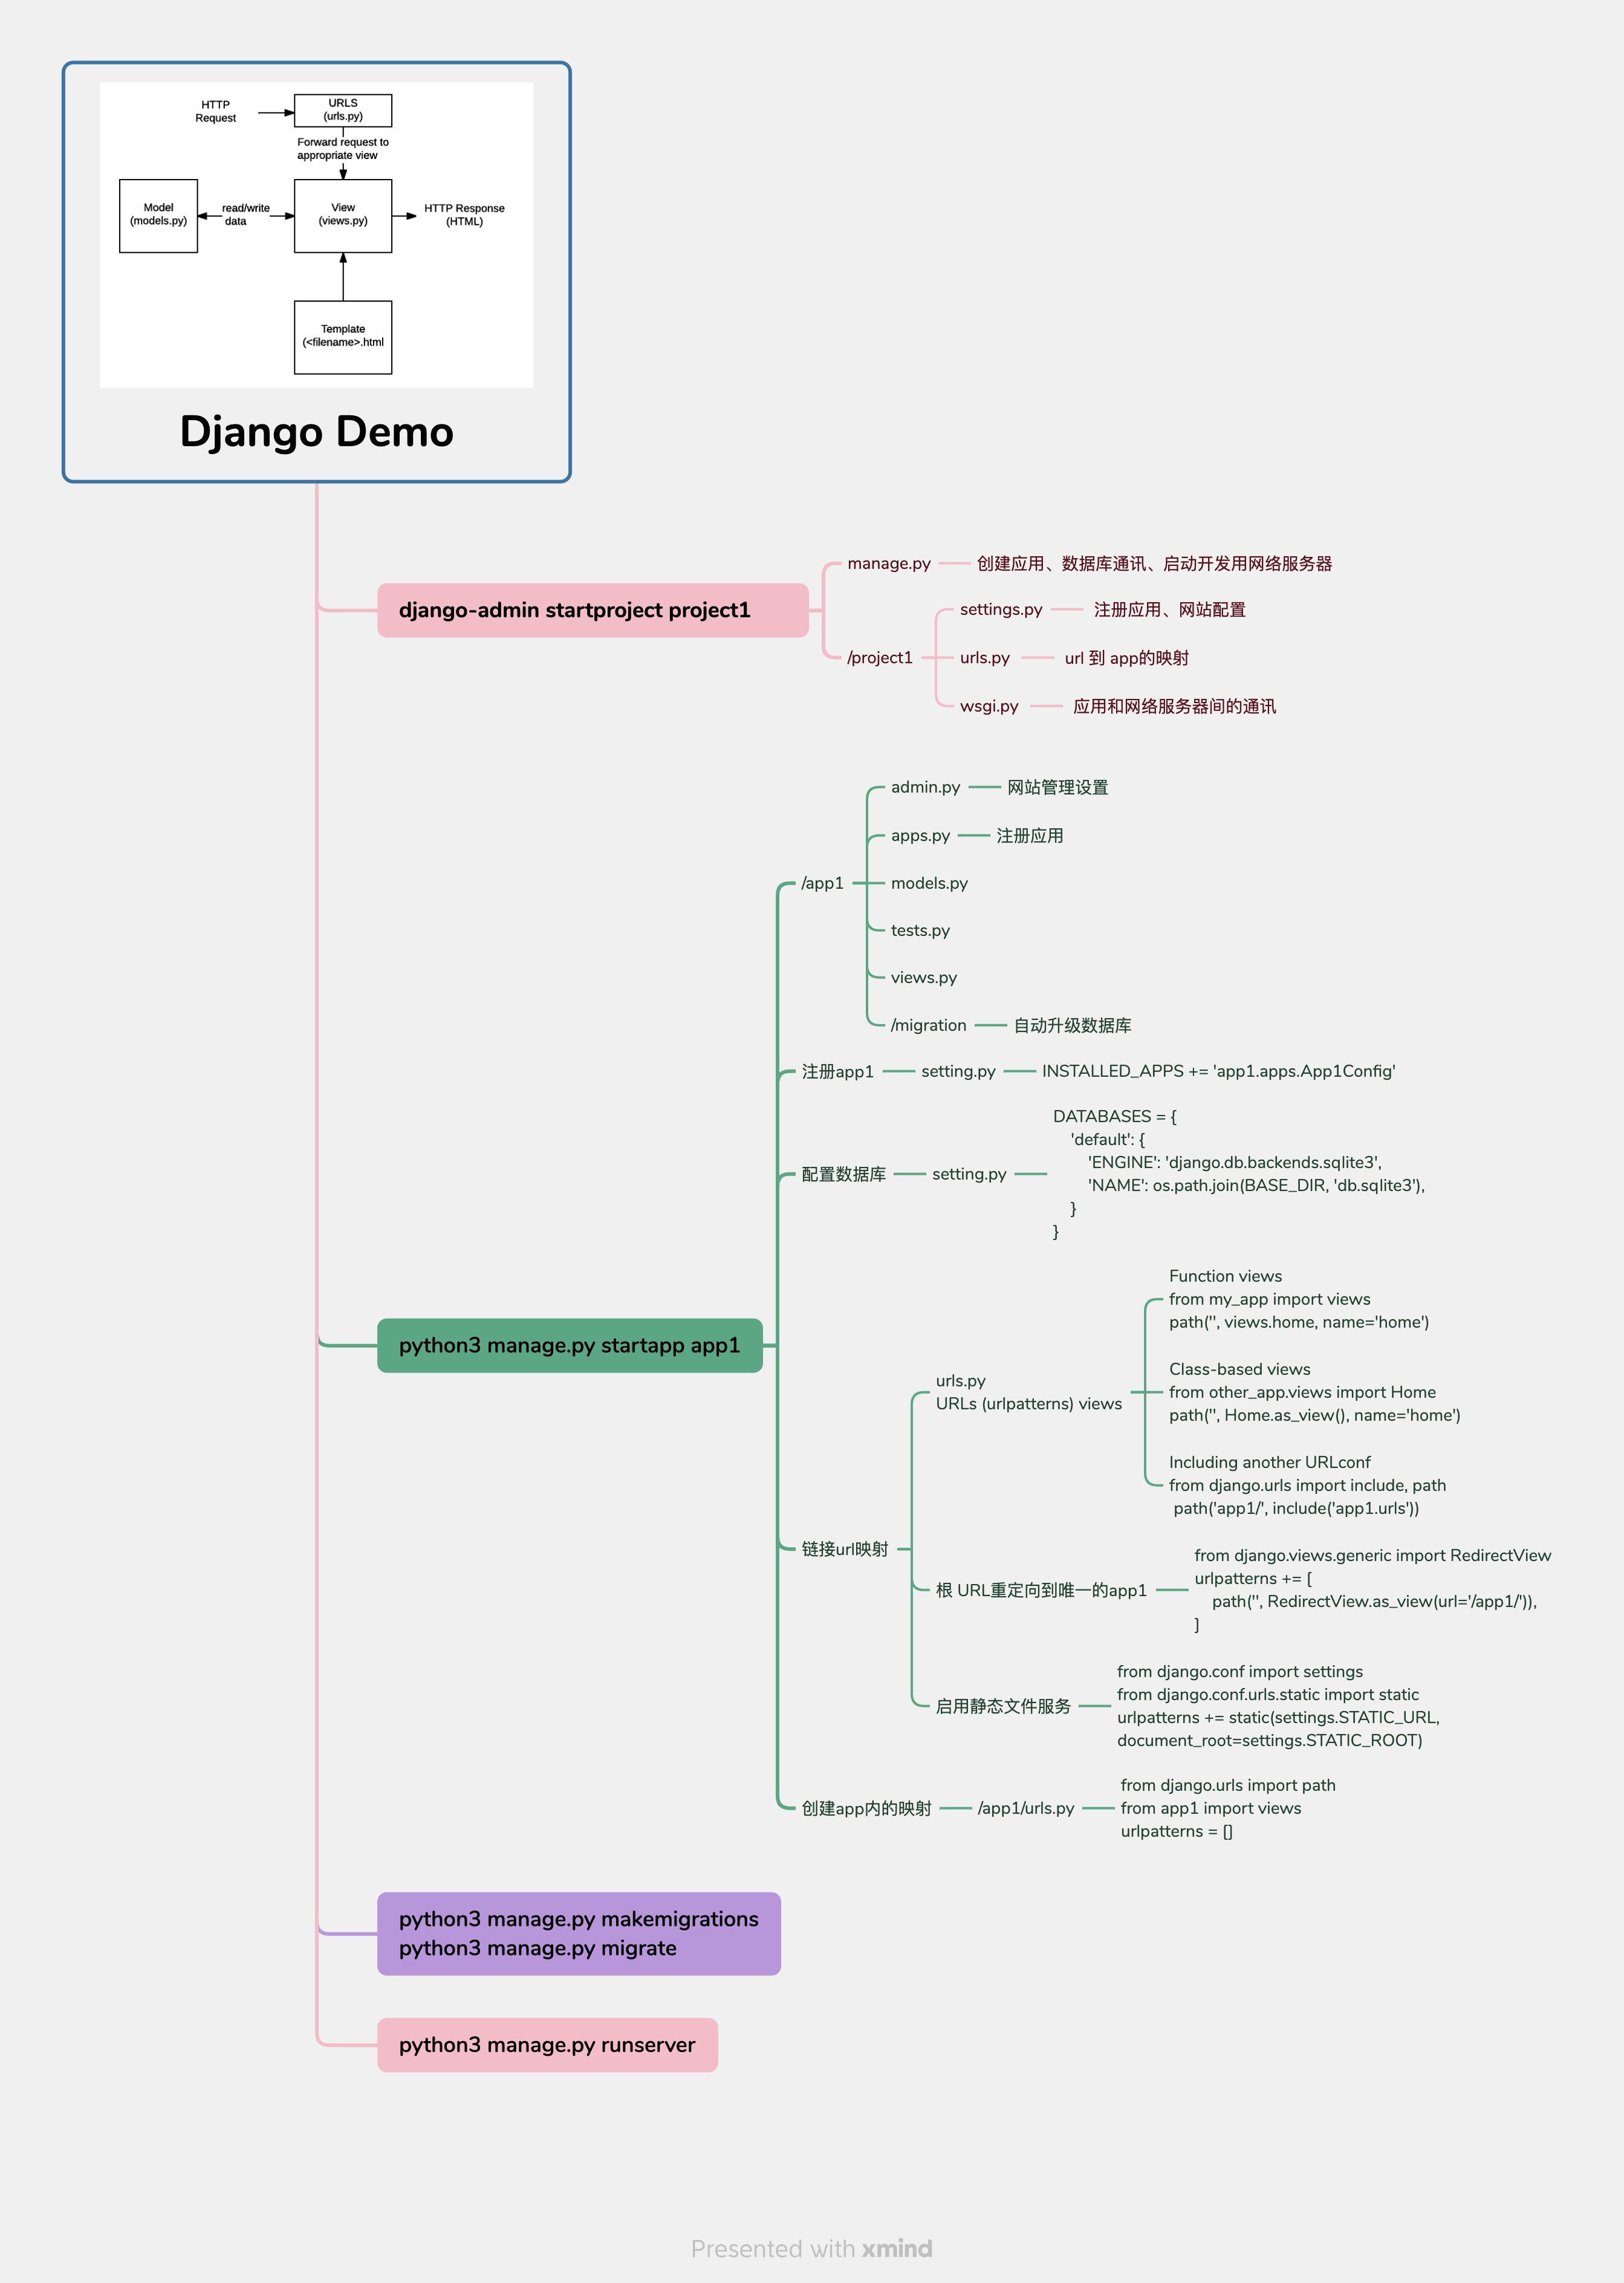 HTTP
Request
URLS
(urls.py)
Forward request to
appropriate view
Model
(models.py)
read/write
data
View
(views.py)
HTTP Response
(HTML)
Template
(<filename>.html
Django Demo
django-admin startproject project1
manage.py
创建应用、数据库通讯、启动开发用网络服务器
/project1
settings.py
注册应用、网站配置
urls.py
url 到 app的映射
wsgi.py
应用和网络服务器间的通讯
python3 manage.py startapp app1
/app1
admin.py
网站管理设置
apps.py
注册应用
models.py
tests.py
views.py
/migration
自动升级数据库
注册app1
setting.py
INSTALLED_APPS += 'app1.apps.App1Config'
配置数据库
setting.py
DATABASES = {
'default': {
'ENGINE': 'django.db.backends.sqlite3',
'NAME': os.path.join(BASE_DIR, 'db.sqlite3'),
}
}
链接url映射
urls.py
URLs (urlpatterns) views
Function views
from my_app import views
path('', views.home, name='home')
Class-based views
from other_app.views import Home
path('', Home.as_view(), name='home')
Including another URLconf
from django.urls import include, path
path('app1/', include('app1.urls'))
根 URL重定向到唯一的app1
from django.views.generic import RedirectView
urlpatterns += [
path('', RedirectView.as_view(url='/app1/')),
]
启用静态文件服务
from django.conf import settings
from django.conf.urls.static import static
urlpatterns += static(settings.STATIC_URL,
document_root=settings.STATIC_ROOT)
创建app内的映射
/app1/urls.py
from django.urls import path
from app1 import views
urlpatterns = []
python3 manage.py makemigrations
python3 manage.py migrate
python3 manage.py runserver
Presented with xmind